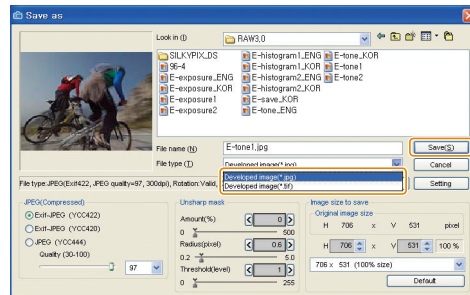 Save as
Look in (I)
RAW3,0
SILKYPIX_DS
96-4
E-exposure_ENG
E-exposure_KOR
E-exposure1
E-exposure2
E-histogram1_ENG
E-histogram1_KOR
E-histogram2_ENG
E-histogram2_KOR
E-save_KOR
E-tone_ENG
E-tone_KOR
E-tone1
E-tone2
File name (N)
E-tone1.jpg
Save(S)
File type (T)
Developed image(*.jpg)
Cancel
Developed image(*.jpg)
Developed image(*.tif)
File type:JPEG(Exif422, JPEG quality=97, 300dpi), Rotation:Valid,
Setting
JPEG(Compression)
Exif-JPEG (YCC422)
Exif-JPEG (YCC420)
JPEG (YCC444)
Quality (30-100)
97
Unsharp mask
Amount(%)
0
0 500
Radius(pixel)
0.6
0.2 5.0
Threshold(level)
1
0 255
Image size to save
Original image size
H 706 x V 531 pixel
H 706 x V 531 100 %
706 x 531 (100% size)
Default